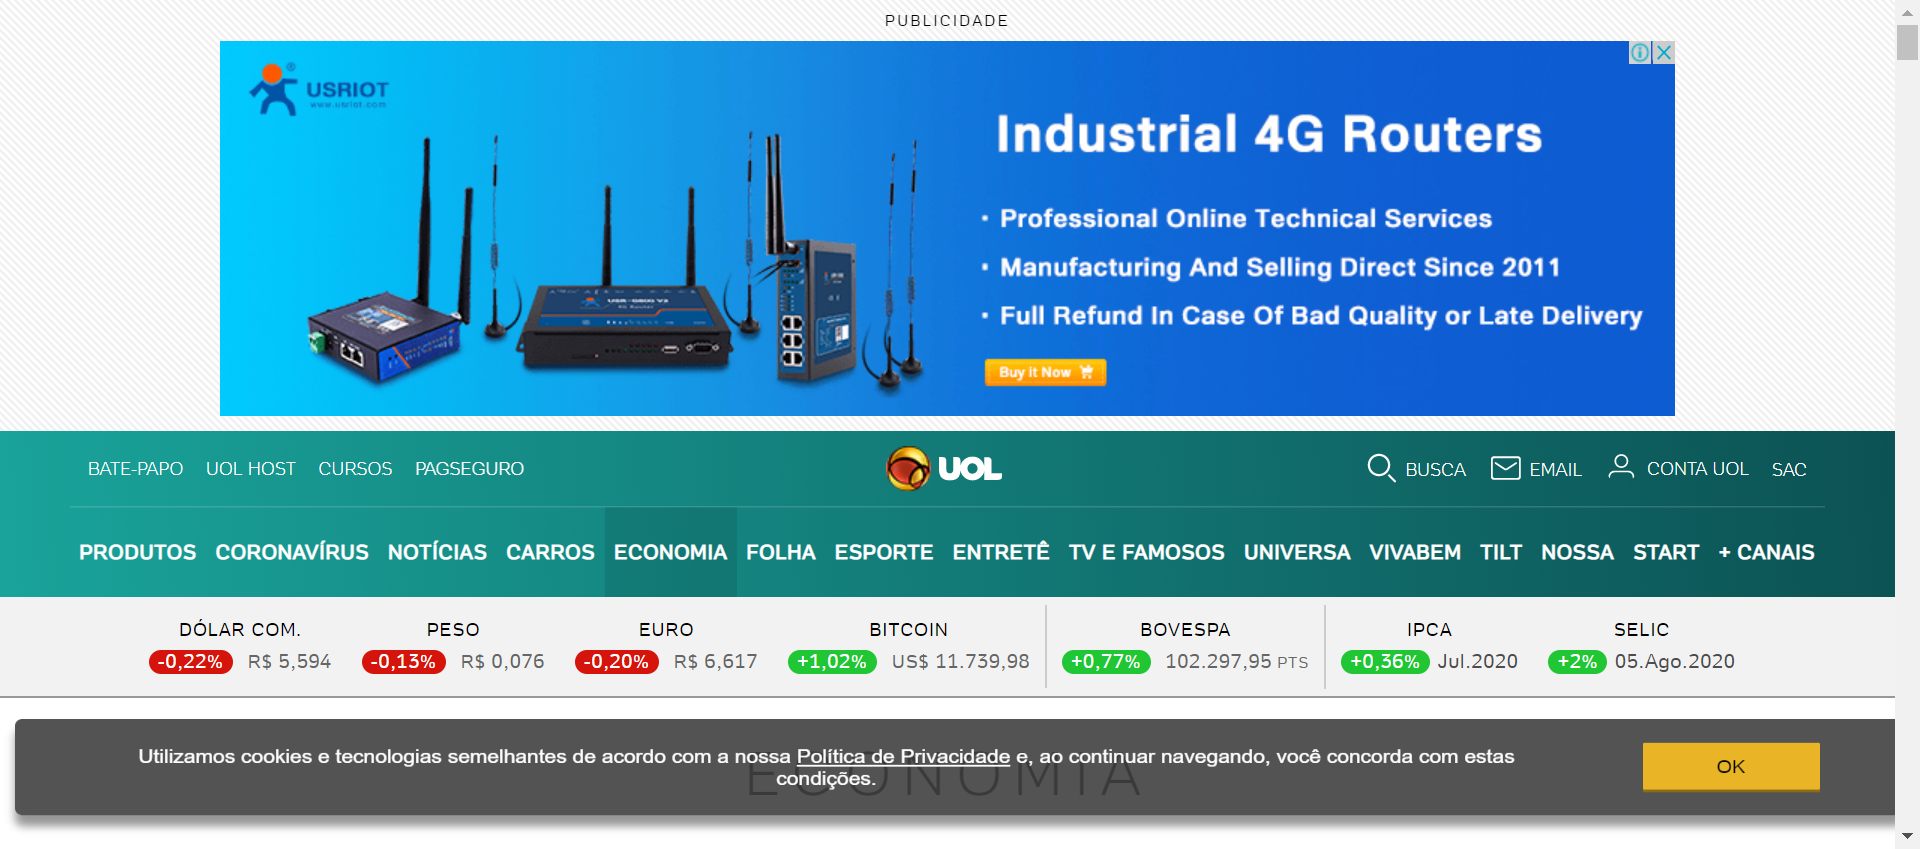 PUBLICIDADE
USRIOT
www.usriot.com
Industrial 4G Routers
· Professional Online Technical Services
· Manufacturing And Selling Direct Since 2011
· Full Refund In Case Of Bad Quality or Late Delivery
Buy it Now
BATE-PAPO UOL HOST CURSOS PAGSEGURO
UOL
BUSCA EMAIL CONTA UOL SAC
PRODUTOS CORONAVÍRUS NOTÍCIAS CARROS ECONOMIA FOLHA ESPORTE ENTRETÊ TV E FAMOSOS UNIVERSA VIVABEM TILT NOSSA START + CANAIS
DÓLAR COM. PESO EURO BITCOIN BOVESPA IPCA SELIC
-0,22% R$ 5,594 -0,13% R$ 0,076 -0,20% R$ 6,617 +1,02% US$ 11.739,98 +0,77% 102.297,95 PTS +0,36% Jul.2020 +2% 05.Ago.2020
Utilizamos cookies e tecnologias semelhantes de acordo com a nossa Política de Privacidade e, ao continuar navegando, você concorda com estas
condições.
OK
ECONOMIA